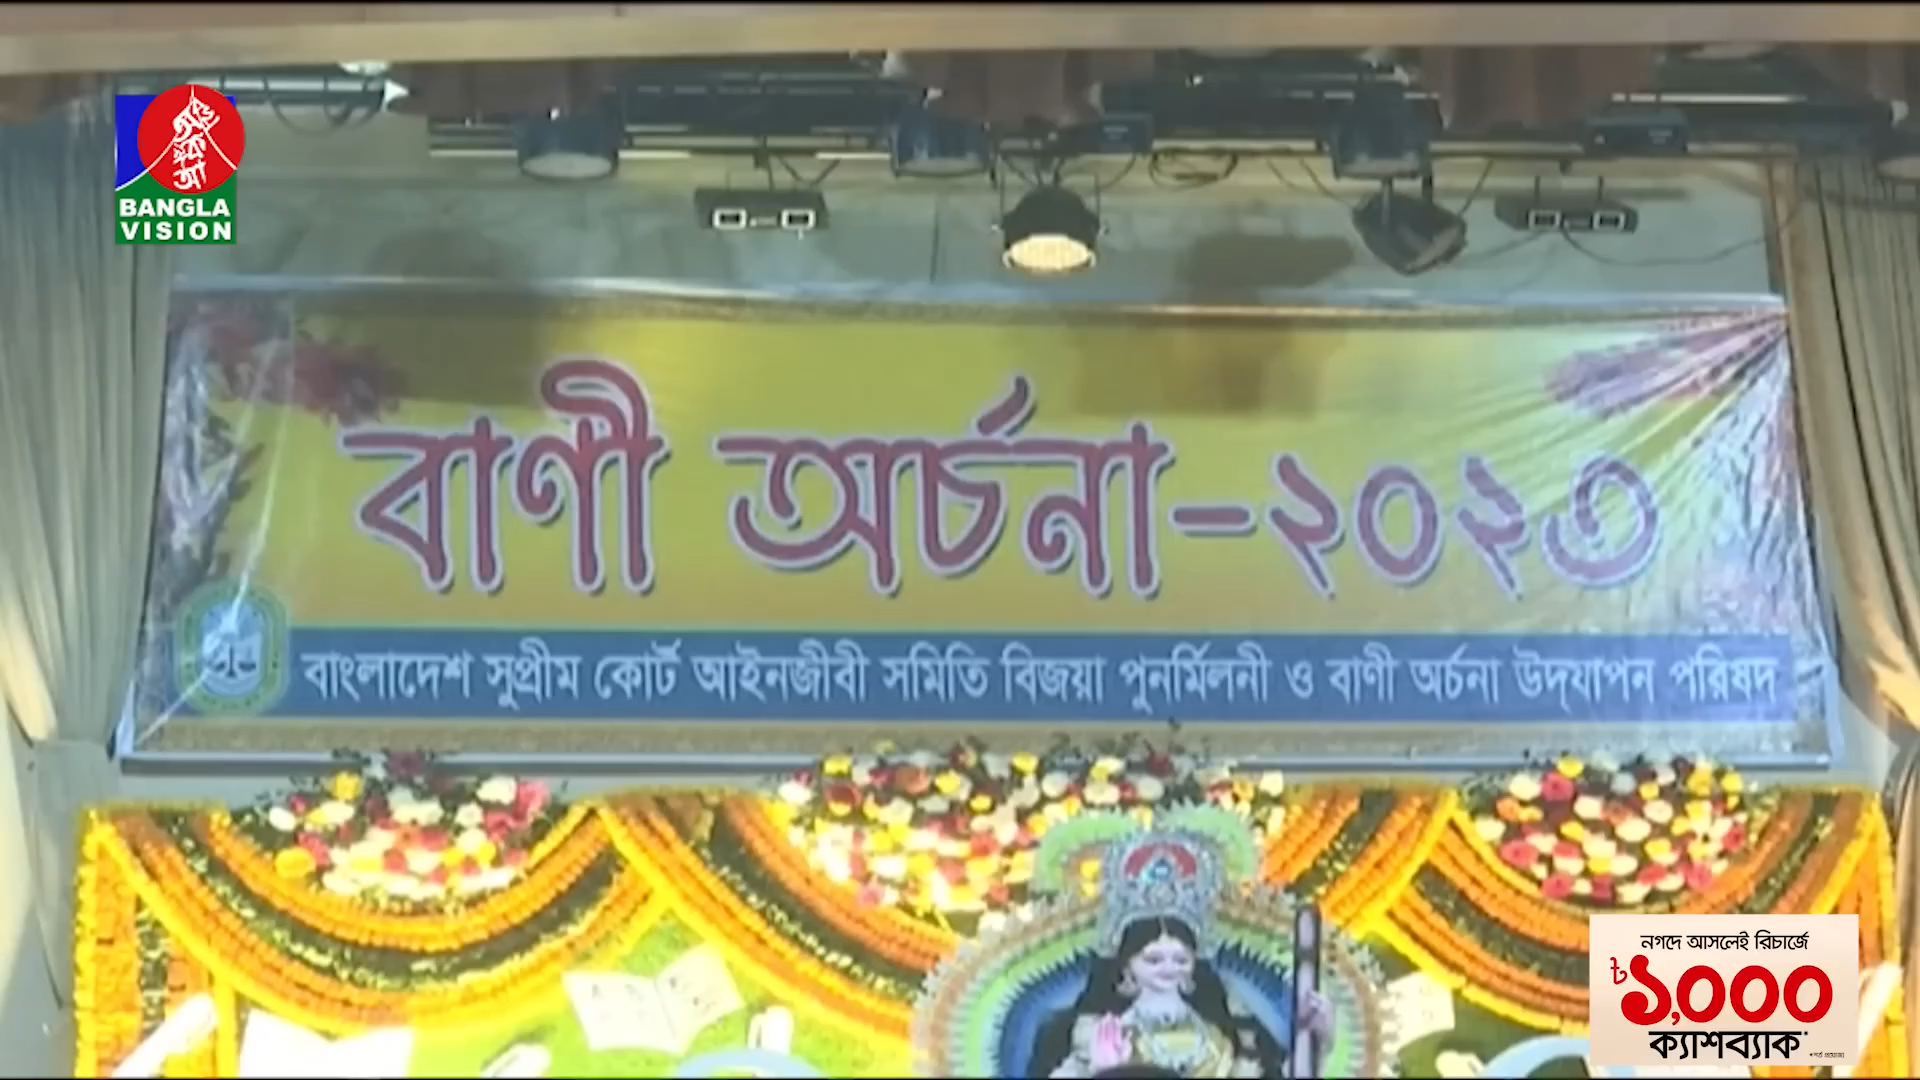 BANGLA
VISION
বাণী অর্চনা-২০২৩
বাংলাদেশ সুপ্রীম কোর্ট আইনজীবী সমিতি বিজয়া পুনর্মিলনী ও বাণী অর্চনা উদ্‌যাপন পরিষদ
নগদে আসলেই রিচার্জে
৳১,০০০
ক্যাশব্যাক*